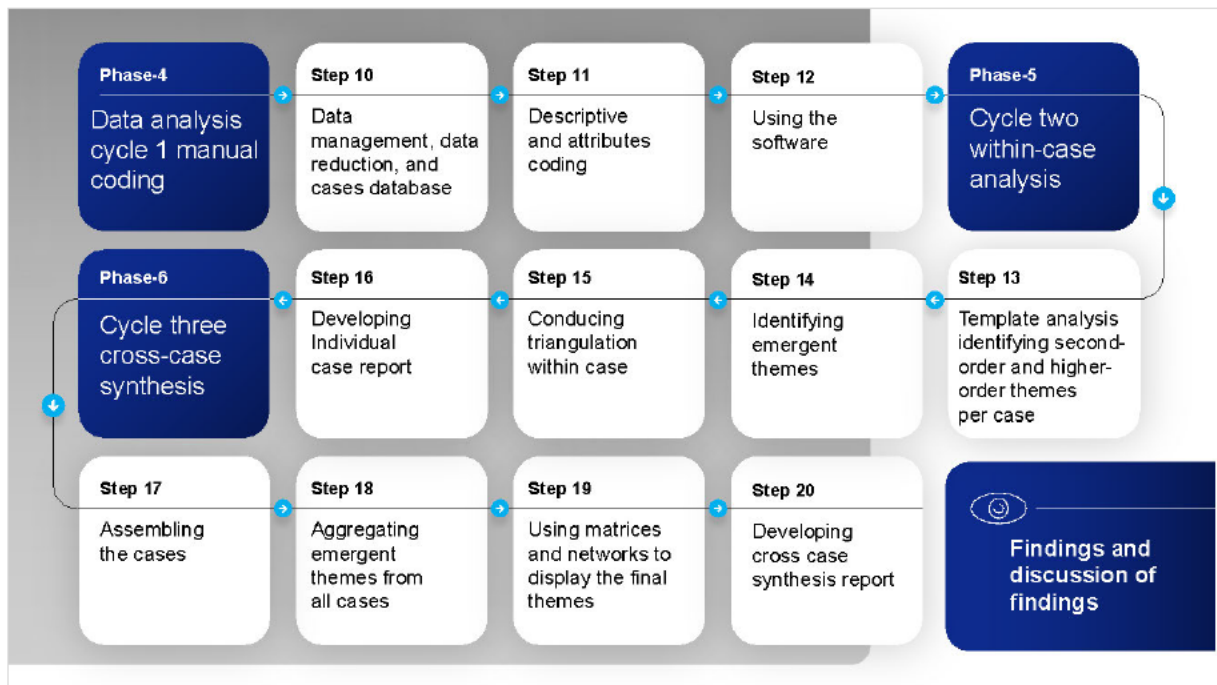 Phase-4
Data analysis
cycle 1 manual
coding
Step 10
Data
management, data
reduction, and
cases database
Step 11
Descriptive
and attributes
coding
Step 12
Using the
software
Phase-5
Cycle two
within-case
analysis
Step 13
Template analysis
identifying second-
order and higher-
order themes
per case
Step 14
Identifying
emergent
themes
Step 15
Conducing
triangulation
within case
Step 16
Developing
Individual
case report
Phase-6
Cycle three
cross-case
synthesis
Step 17
Assembling
the cases
Step 18
Aggregating
emergent
themes from
all cases
Step 19
Using matrices
and networks to
display the final
themes
Step 20
Developing
cross case
synthesis report
Findings and
discussion of
findings